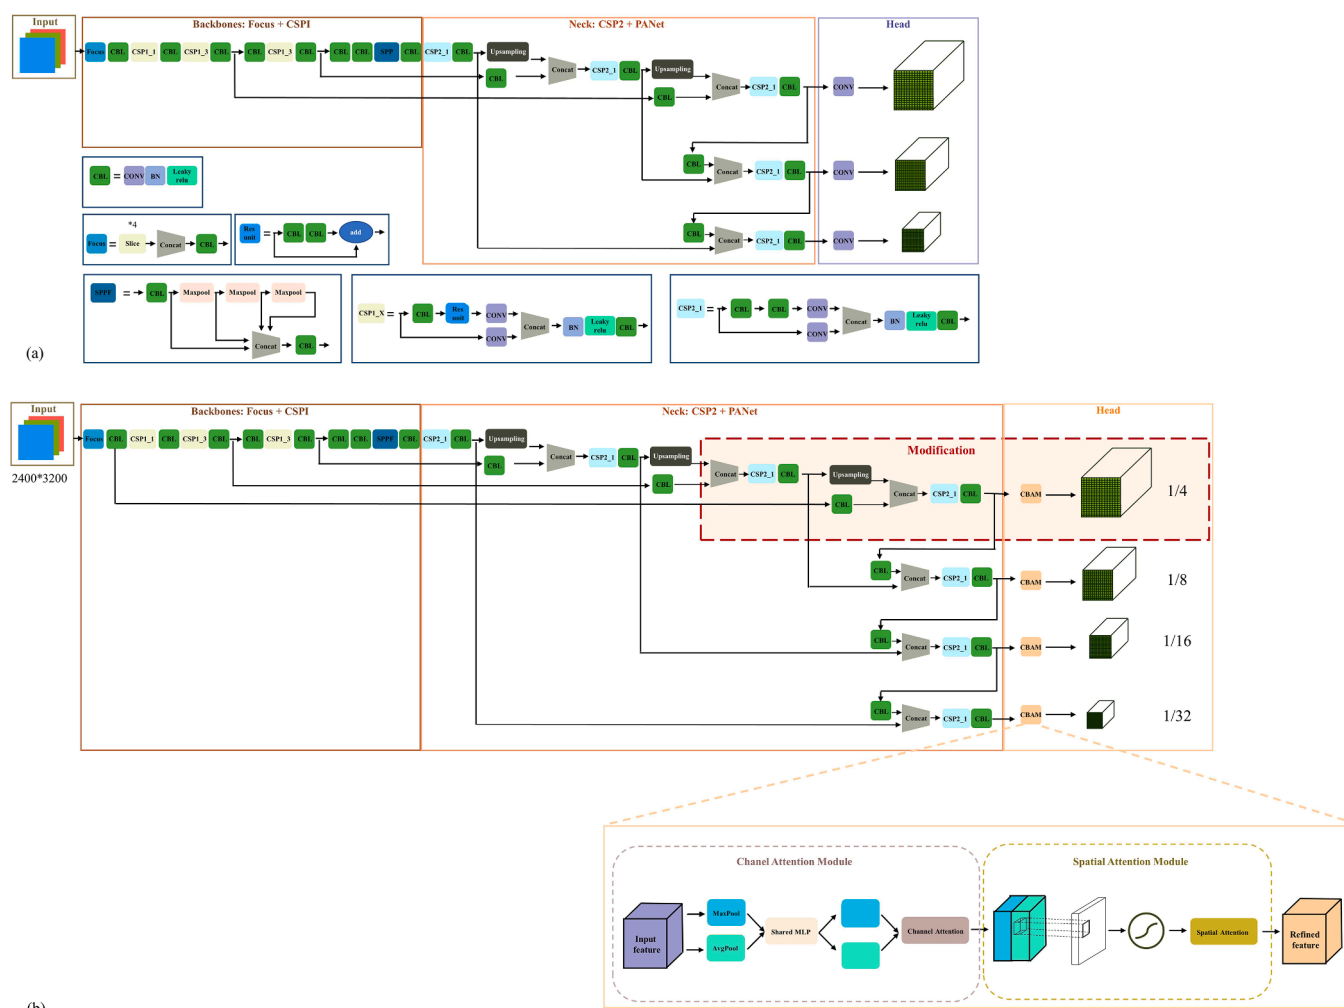 Input
Backbones: Focus + CSPI
Neck: CSP2 + PANet
Head
Focus CBL CSP1_1 CBL CSP1_3 CBL CBL CSP1_3 CBL CBL CBL SPP CBL CSP2_1 CBL Upsampling
CBL Concat CSP2_1 CBL Upsampling
CBL Concat CSP2_1 CBL CONV
CBL Concat CSP2_1 CBL CONV
CBL Concat CSP2_1 CBL CONV
CBL = CONV BN Leaky relu
*4
Focus = Slice Concat CBL
Res unit = CBL CBL add
SPPF = CBL Maxpool Maxpool Maxpool
Concat CBL
CSP1_X = CBL Res unit CONV
CONV Concat BN Leaky relu CBL
CSP2_1 = CBL CBL CONV
CONV Concat BN Leaky relu CBL
(a)
Input
2400*3200
Backbones: Focus + CSPI
Neck: CSP2 + PANet
Head
Focus CBL CSP1_1 CBL CSP1_3 CBL CBL CSP1_3 CBL CBL CBL SPPF CBL CSP2_1 CBL Upsampling
CBL Concat CSP2_1 CBL Upsampling
Modification
CBL Concat CSP2_1 CBL Upsampling
CBL Concat CSP2_1 CBL CBAM 1/4
CBL Concat CSP2_1 CBL CBAM 1/8
CBL Concat CSP2_1 CBL CBAM 1/16
CBL Concat CSP2_1 CBL CBAM 1/32
Chanel Attention Module
Input feature
MaxPool
AvgPool
Shared MLP
Channel Attention
Spatial Attention Module
Spatial Attention
Refined feature
(b)